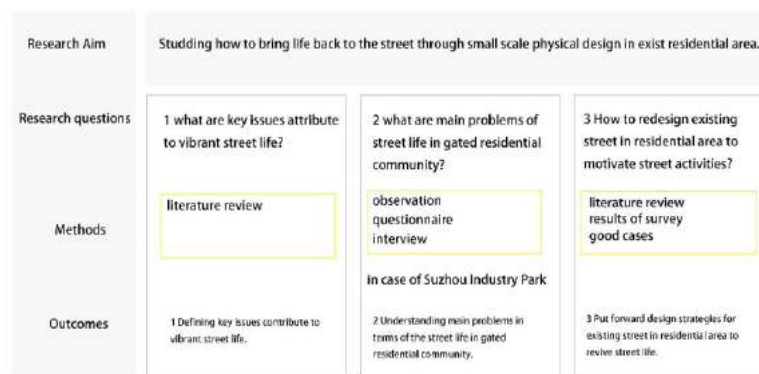 Research Aim
Studding how to bring life back to the street through small scale physical design in exist residential area.
Research questions
1 what are key issues attribute
to vibrant street life?
2 what are main problems of
street life in gated residential
community?
3 How to redesign existing
street in residential area to
motivate street activities?
Methods
literature review
observation
questionnaire
interview
literature review
results of survey
good cases
in case of Suzhou Industry Park
Outcomes
1 Defining key issues contribute to
vibrant street life.
2 Understanding main problems in
terms of the street life in gated
residential community.
3 Put forward design strategies for
existing street in residential area to
revive street life.